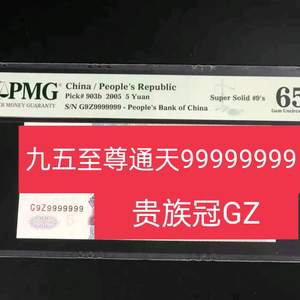 PMG China / People's Republic
Pick# 903b 2005 5 Yuan
Super Solid #9's
S/N G9Z9999999 - People's Bank of China
65
Gem Uncirc
九五至尊通天99999999
G9Z9999999
贵族冠GZ